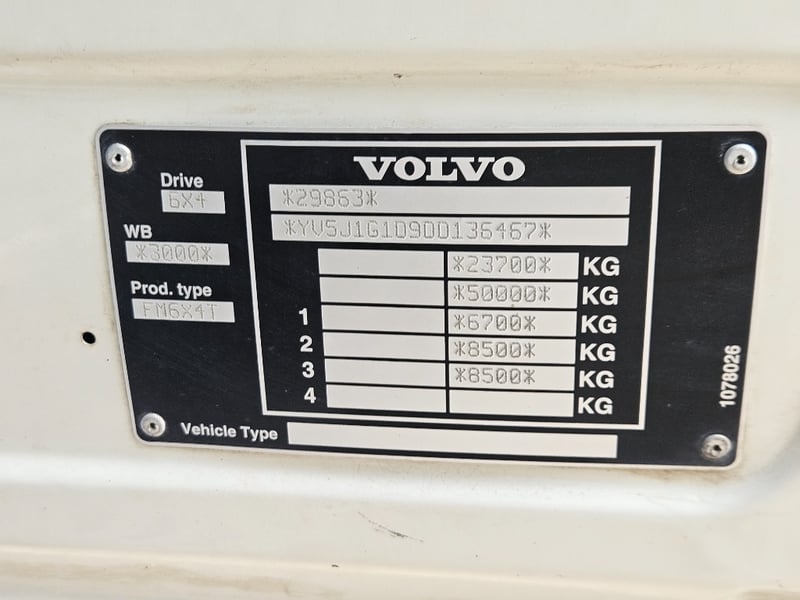 VOLVO
Drive
6X4
*29863*
*YV5J1G1D9DD136467*
WB
*3000*
*23700* KG
Prod. type
FM6X4T
*50000* KG
1 *6700* KG
2 *8500* KG
3 *8500* KG
4 KG
1078026
Vehicle Type